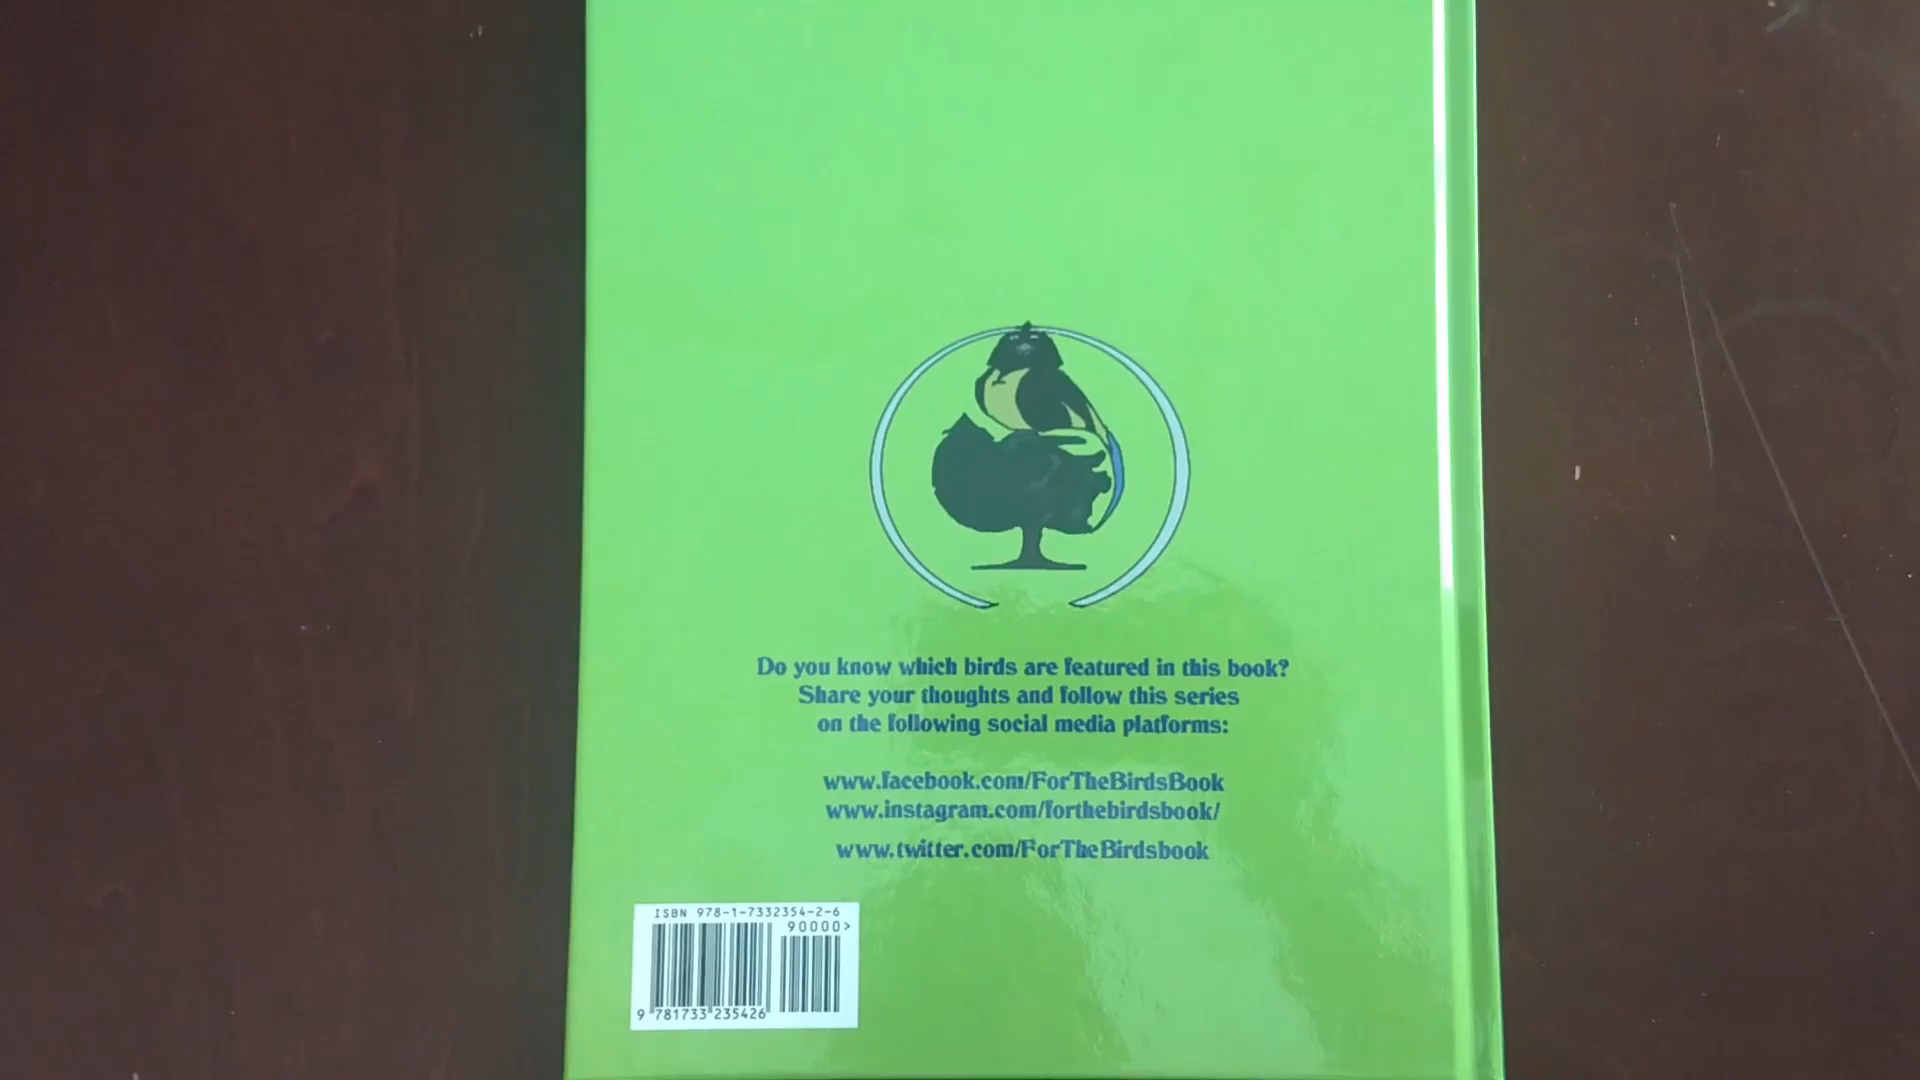 Do you know which birds are featured in this book?
Share your thoughts and follow this series
on the following social media platforms:
www.facebook.com/ForTheBirdsBook
www.instagram.com/forthebirdsbook/
www.twitter.com/ForTheBirdsbook
ISBN 978-1-7332354-2-6
90000>
9 781733 235426